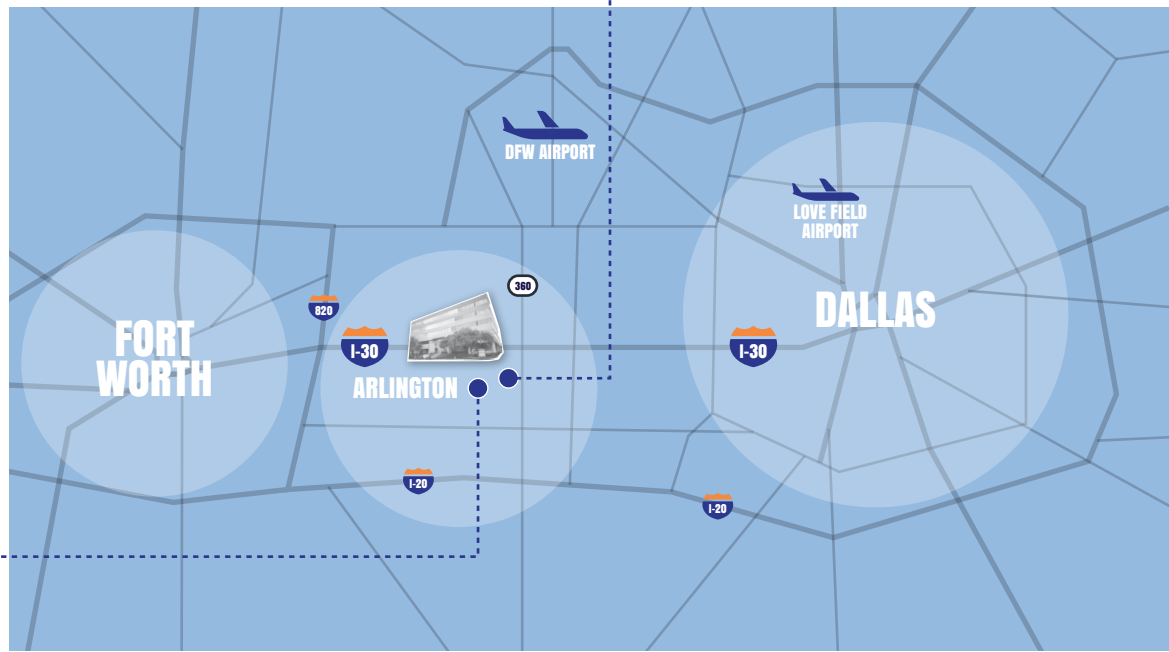 DFW AIRPORT
LOVE FIELD
AIRPORT
360
820
I-30
FORT
WORTH
DALLAS
I-30
ARLINGTON
I-20
I-20